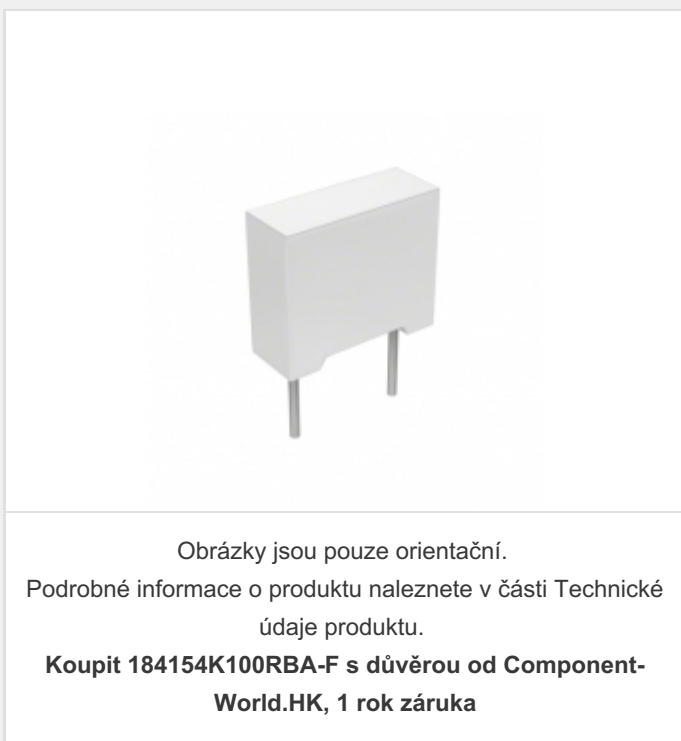 Obrázky jsou pouze orientační.
Podrobné informace o produktu naleznete v části Technické
údaje produktu.
Koupit 184154K100RBA-F s důvěrou od Component-
World.HK, 1 rok záruka